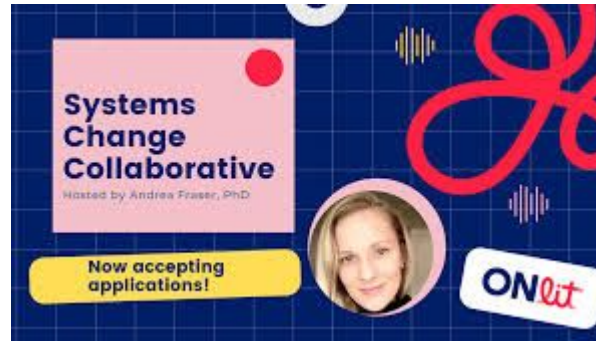 Systems
Change
Collaborative
Hosted by Andrea Fraser, PhD
Now accepting
applications!
ONlit